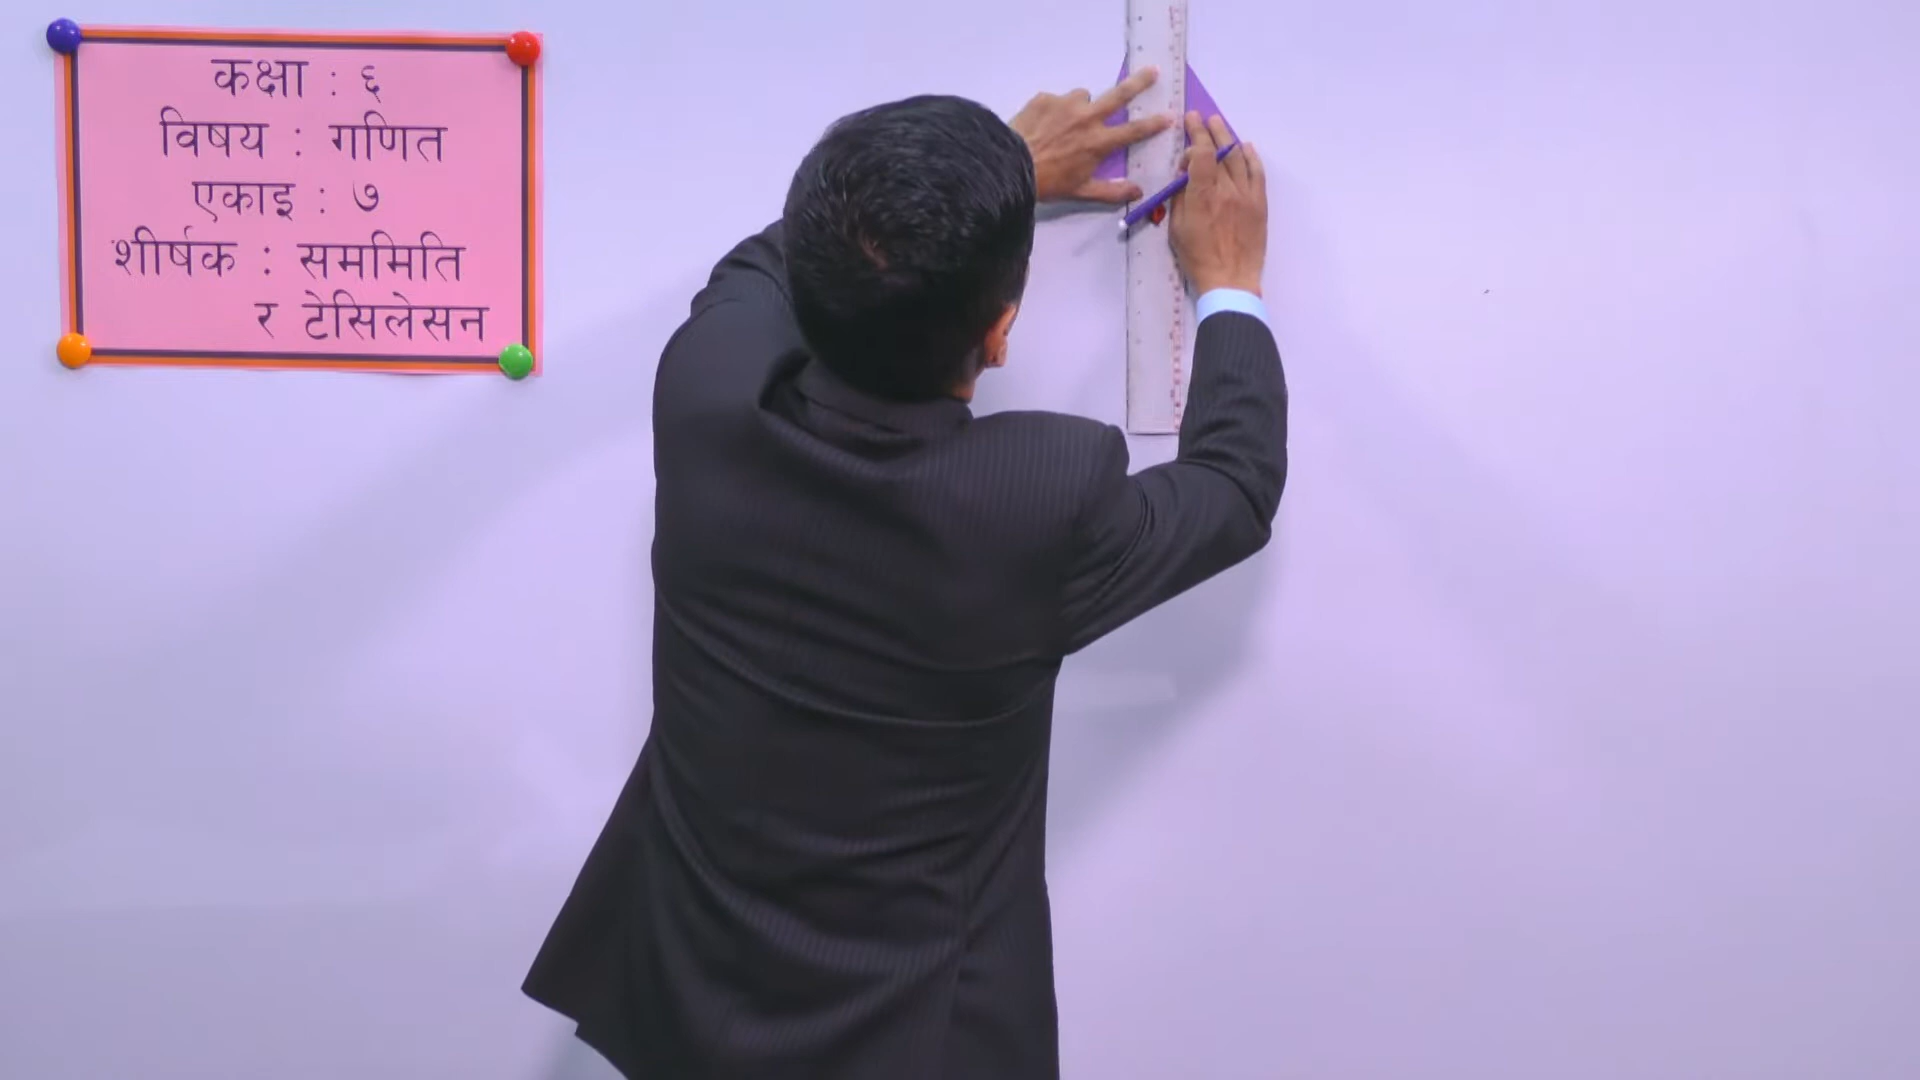 कक्षा : ६
विषय : गणित
एकाइ : ७
शीर्षक : सममिति
र टेसिलेसन